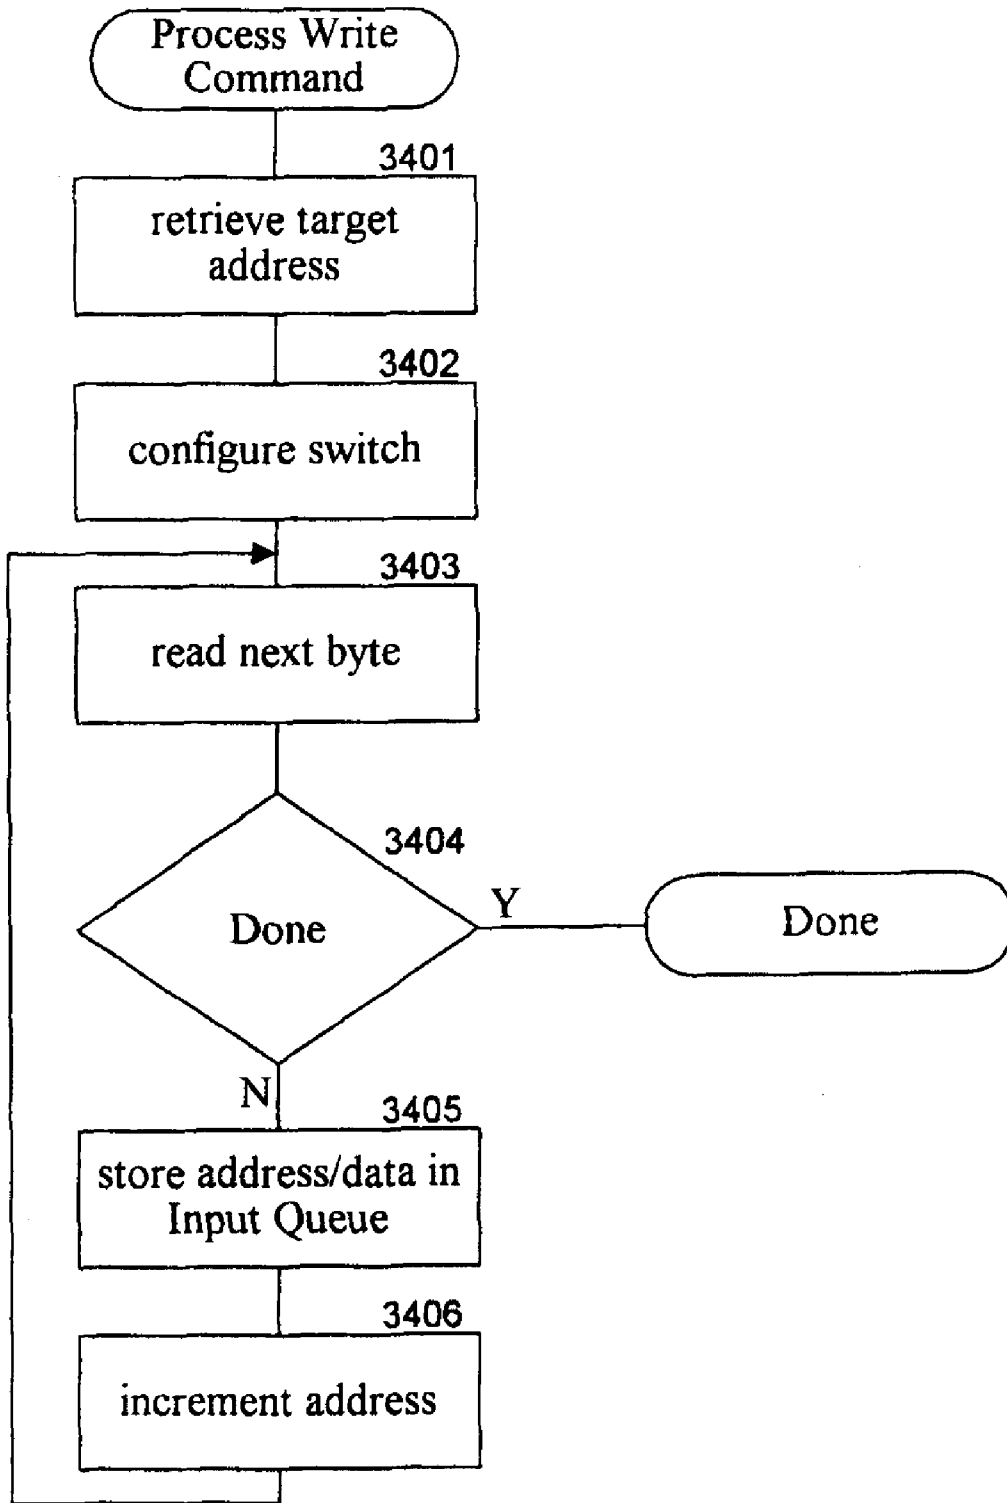 Process Write
Command
3401
retrieve target
address
3402
configure switch
3403
read next byte
3404
Done
Y
Done
N
3405
store address/data in
Input Queue
3406
increment address